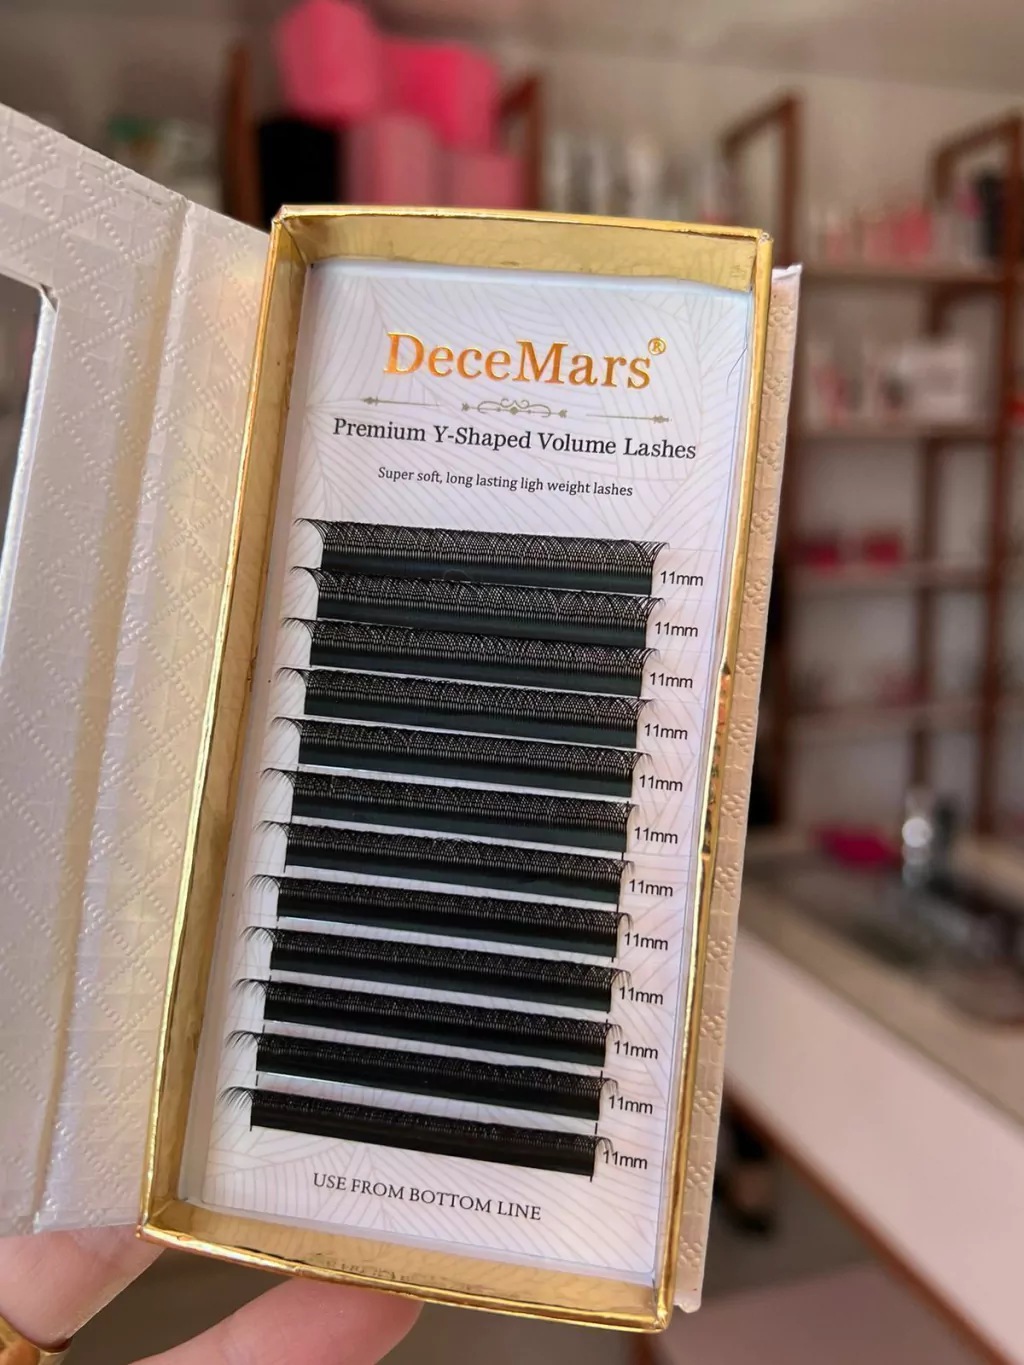 DeceMars®
Premium Y-Shaped Volume Lashes
Super soft, long lasting ligh weight lashes
11mm
11mm
11mm
11mm
11mm
11mm
11mm
11mm
11mm
11mm
11mm
11mm
USE FROM BOTTOM LINE